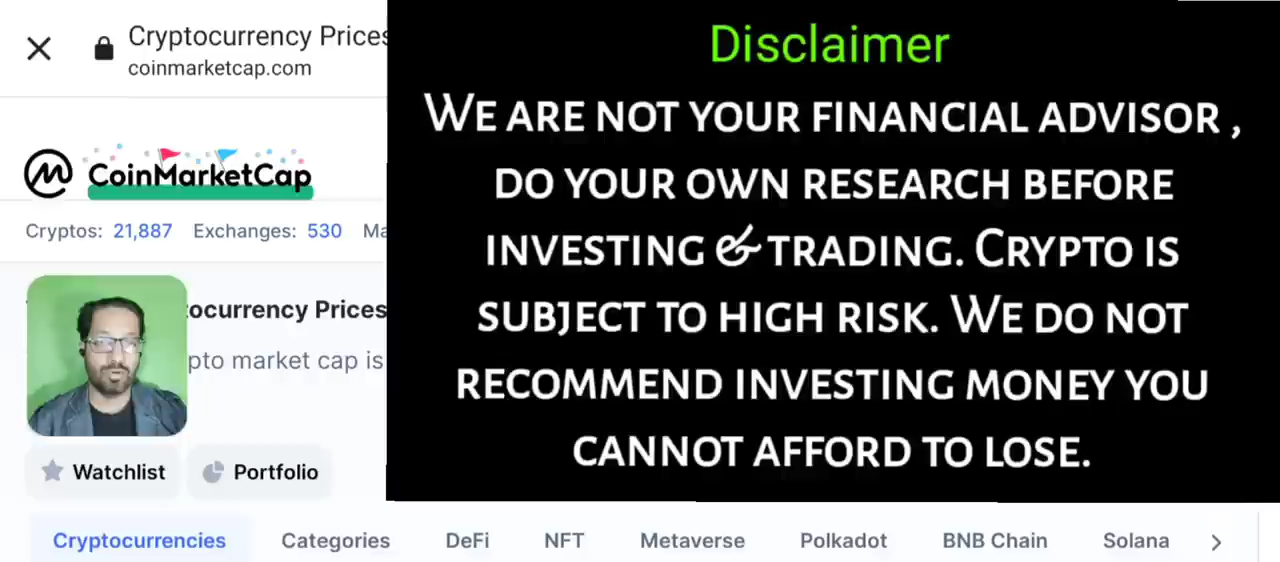 Cryptocurrency Prices
coinmarketcap.com
CoinMarketCap
Cryptos: 21,887 Exchanges: 530 Ma
ocurrency Prices
pto market cap is
Watchlist Portfolio
Disclaimer
WE ARE NOT YOUR FINANCIAL ADVISOR ,
DO YOUR OWN RESEARCH BEFORE
INVESTING & TRADING. CRYPTO IS
SUBJECT TO HIGH RISK. WE DO NOT
RECOMMEND INVESTING MONEY YOU
CANNOT AFFORD TO LOSE.
Cryptocurrencies Categories DeFi NFT Metaverse Polkadot BNB Chain Solana